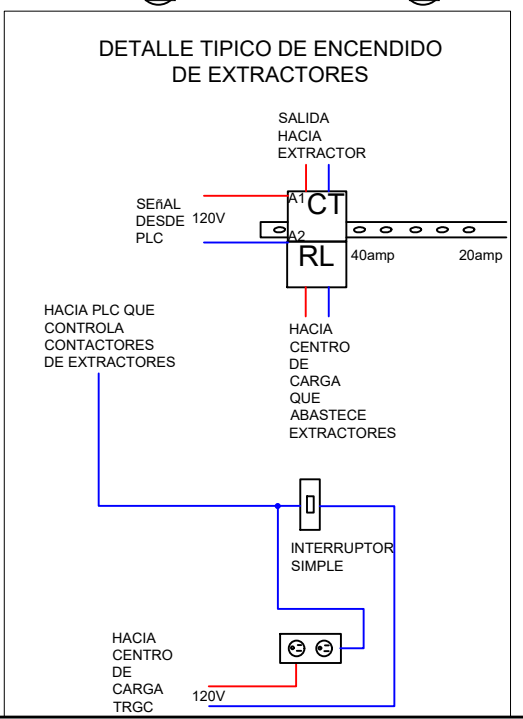 DETALLE TIPICO DE ENCENDIDO
DE EXTRACTORES
SALIDA
HACIA
EXTRACTOR
A1
CT
SEñAL
DESDE
PLC
120V
A2
RL
40amp
20amp
HACIA PLC QUE
CONTROLA
CONTACTORES
DE EXTRACTORES
HACIA
CENTRO
DE
CARGA
QUE
ABASTECE
EXTRACTORES
INTERRUPTOR
SIMPLE
HACIA
CENTRO
DE
CARGA
TRGC
120V